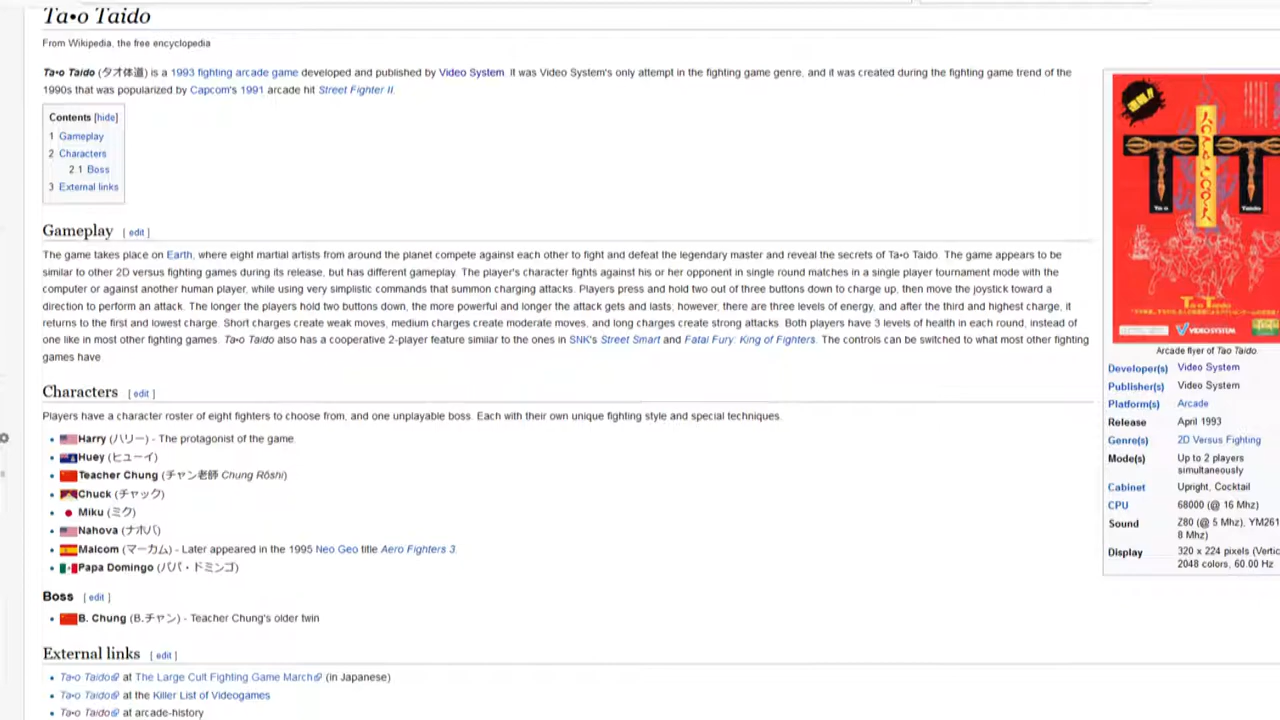 Ta•o Taido
From Wikipedia, the free encyclopedia
Ta•o Taido (タオ体道) is a 1993 fighting arcade game developed and published by Video System. It was Video System's only attempt in the fighting game genre, and it was created during the fighting game trend of the
1990s that was popularized by Capcom's 1991 arcade hit Street Fighter II.
Contents [hide]
1 Gameplay
2 Characters
2.1 Boss
3 External links
Gameplay [ edit ]
The game takes place on Earth, where eight martial artists from around the planet compete against each other to fight and defeat the legendary master and reveal the secrets of Ta•o Taido. The game appears to be
similar to other 2D versus fighting games during its release, but has different gameplay. The player's character fights against his or her opponent in single round matches in a single player tournament mode with the
computer or against another human player, while using very simplistic commands that summon charging attacks. Players press and hold two out of three buttons down to charge up, then move the joystick toward a
direction to perform an attack. The longer the players hold two buttons down, the more powerful and longer the attack gets and lasts, however, there are three levels of energy, and after the third and highest charge, it
returns to the first and lowest charge. Short charges create weak moves, medium charges create moderate moves, and long charges create strong attacks. Both players have 3 levels of health in each round, instead of
one like in most other fighting games. Ta•o Taido also has a cooperative 2-player feature similar to the ones in SNK's Street Smart and Fatal Fury: King of Fighters. The controls can be switched to what most other fighting
games have
Characters [ edit ]
Players have a character roster of eight fighters to choose from, and one unplayable boss. Each with their own unique fighting style and special techniques.
• Harry (ハリー) - The protagonist of the game.
• Huey (ヒューイ)
• Teacher Chung (チャン老師 Chung Rōshi)
• Chuck (チャック)
• Miku (ミク)
• Nahova (ナホバ)
• Malcom (マーカム) - Later appeared in the 1995 Neo Geo title Aero Fighters 3.
• Papa Domingo (パパ・ドミンゴ)
Boss [ edit ]
• B. Chung (B.チャン) - Teacher Chung's older twin
External links [ edit ]
• Ta•o Taido at The Large Cult Fighting Game March (in Japanese)
• Ta•o Taido at the Killer List of Videogames
• Ta•o Taido at arcade-history
Ta•o Taido
VIDEO SYSTEM
Arcade flyer of Tao Taido
Developer(s) Video System
Publisher(s) Video System
Platform(s) Arcade
Release April 1993
Genre(s) 2D Versus Fighting
Mode(s) Up to 2 players
simultaneously
Cabinet Upright, Cocktail
CPU 68000 (@ 16 Mhz)
Sound Z80 (@ 5 Mhz), YM261
8 Mhz)
Display 320 x 224 pixels (Vertic
2048 colors, 60.00 Hz